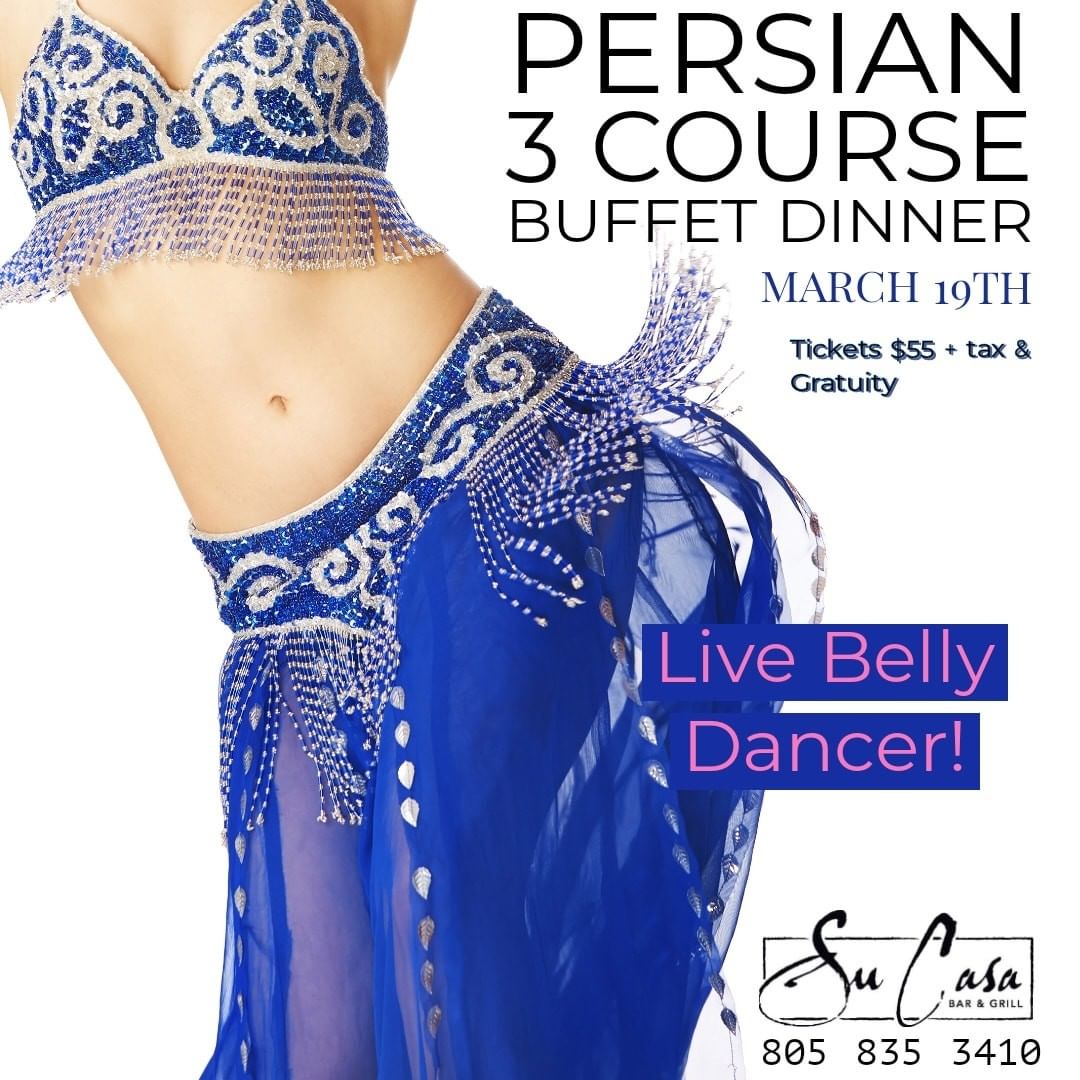 PERSIAN
3 COURSE
BUFFET DINNER
MARCH 19TH
Tickets $55 + tax &
Gratuity
Live Belly
Dancer!
Su Casa
BAR & GRILL
805 835 3410